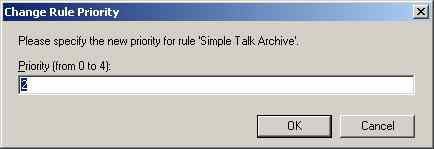 Change Rule Priority
Please specify the new priority for rule 'Simple Talk Archive'.
Priority (from 0 to 4):
2
OK
Cancel